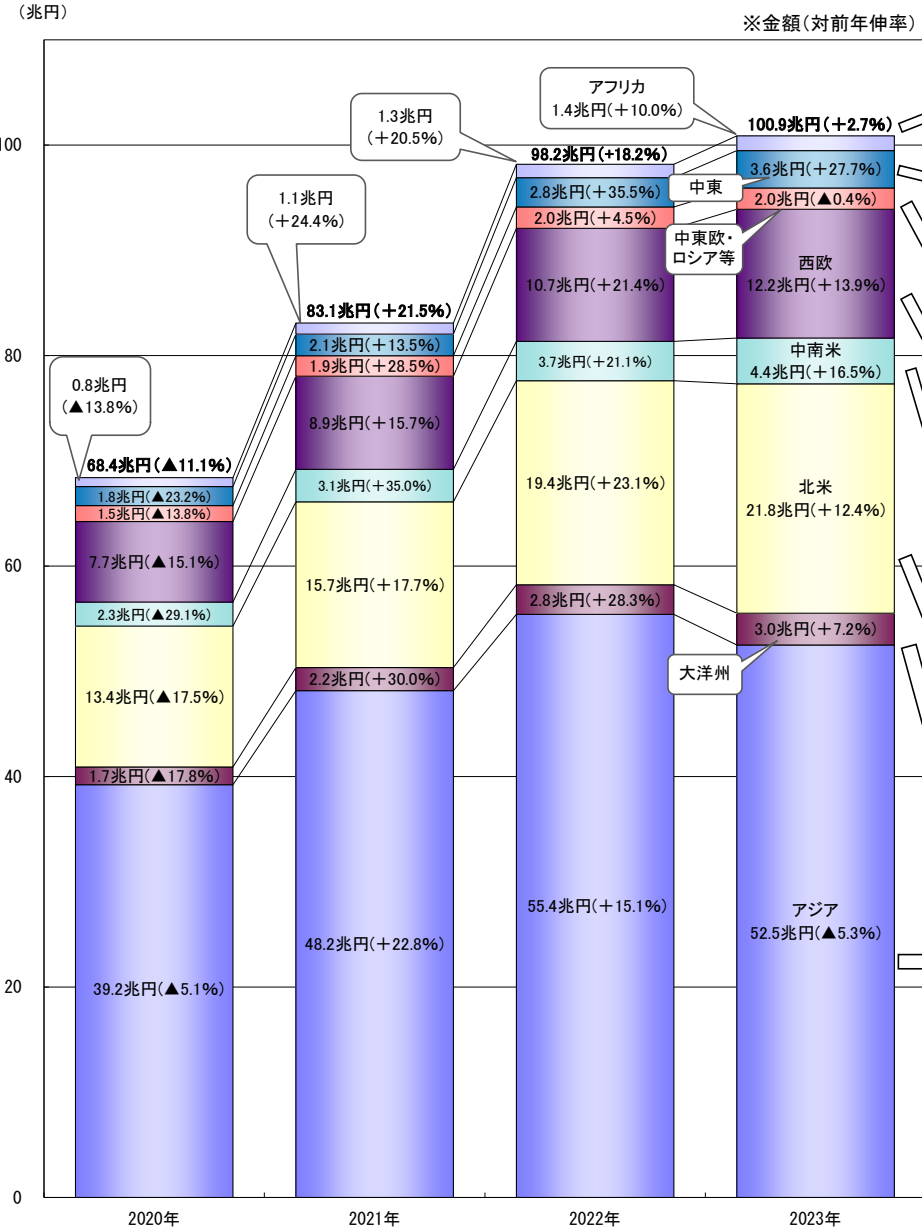 (兆円)
※金額(対前年伸率)
100
80
60
40
20
0
0.8兆円
(▲13.8%)
68.4兆円(▲11.1%)
1.8兆円(▲23.2%)
1.5兆円(▲13.8%)
7.7兆円(▲15.1%)
2.3兆円(▲29.1%)
13.4兆円(▲17.5%)
1.7兆円(▲17.8%)
39.2兆円(▲5.1%)
2020年
1.1兆円
(+24.4%)
83.1兆円(+21.5%)
2.1兆円(+13.5%)
1.9兆円(+28.5%)
8.9兆円(+15.7%)
3.1兆円(+35.0%)
15.7兆円(+17.7%)
2.2兆円(+30.0%)
48.2兆円(+22.8%)
2021年
1.3兆円
(+20.5%)
98.2兆円(+18.2%)
2.8兆円(+35.5%)
2.0兆円(+4.5%)
10.7兆円(+21.4%)
3.7兆円(+21.1%)
19.4兆円(+23.1%)
2.8兆円(+28.3%)
55.4兆円(+15.1%)
2022年
アフリカ
1.4兆円(+10.0%)
100.9兆円(+2.7%)
中東
3.6兆円(+27.7%)
中東欧・
ロシア等
2.0兆円(▲0.4%)
西欧
12.2兆円(+13.9%)
中南米
4.4兆円(+16.5%)
北米
21.8兆円(+12.4%)
大洋州
3.0兆円(+7.2%)
アジア
52.5兆円(▲5.3%)
2023年